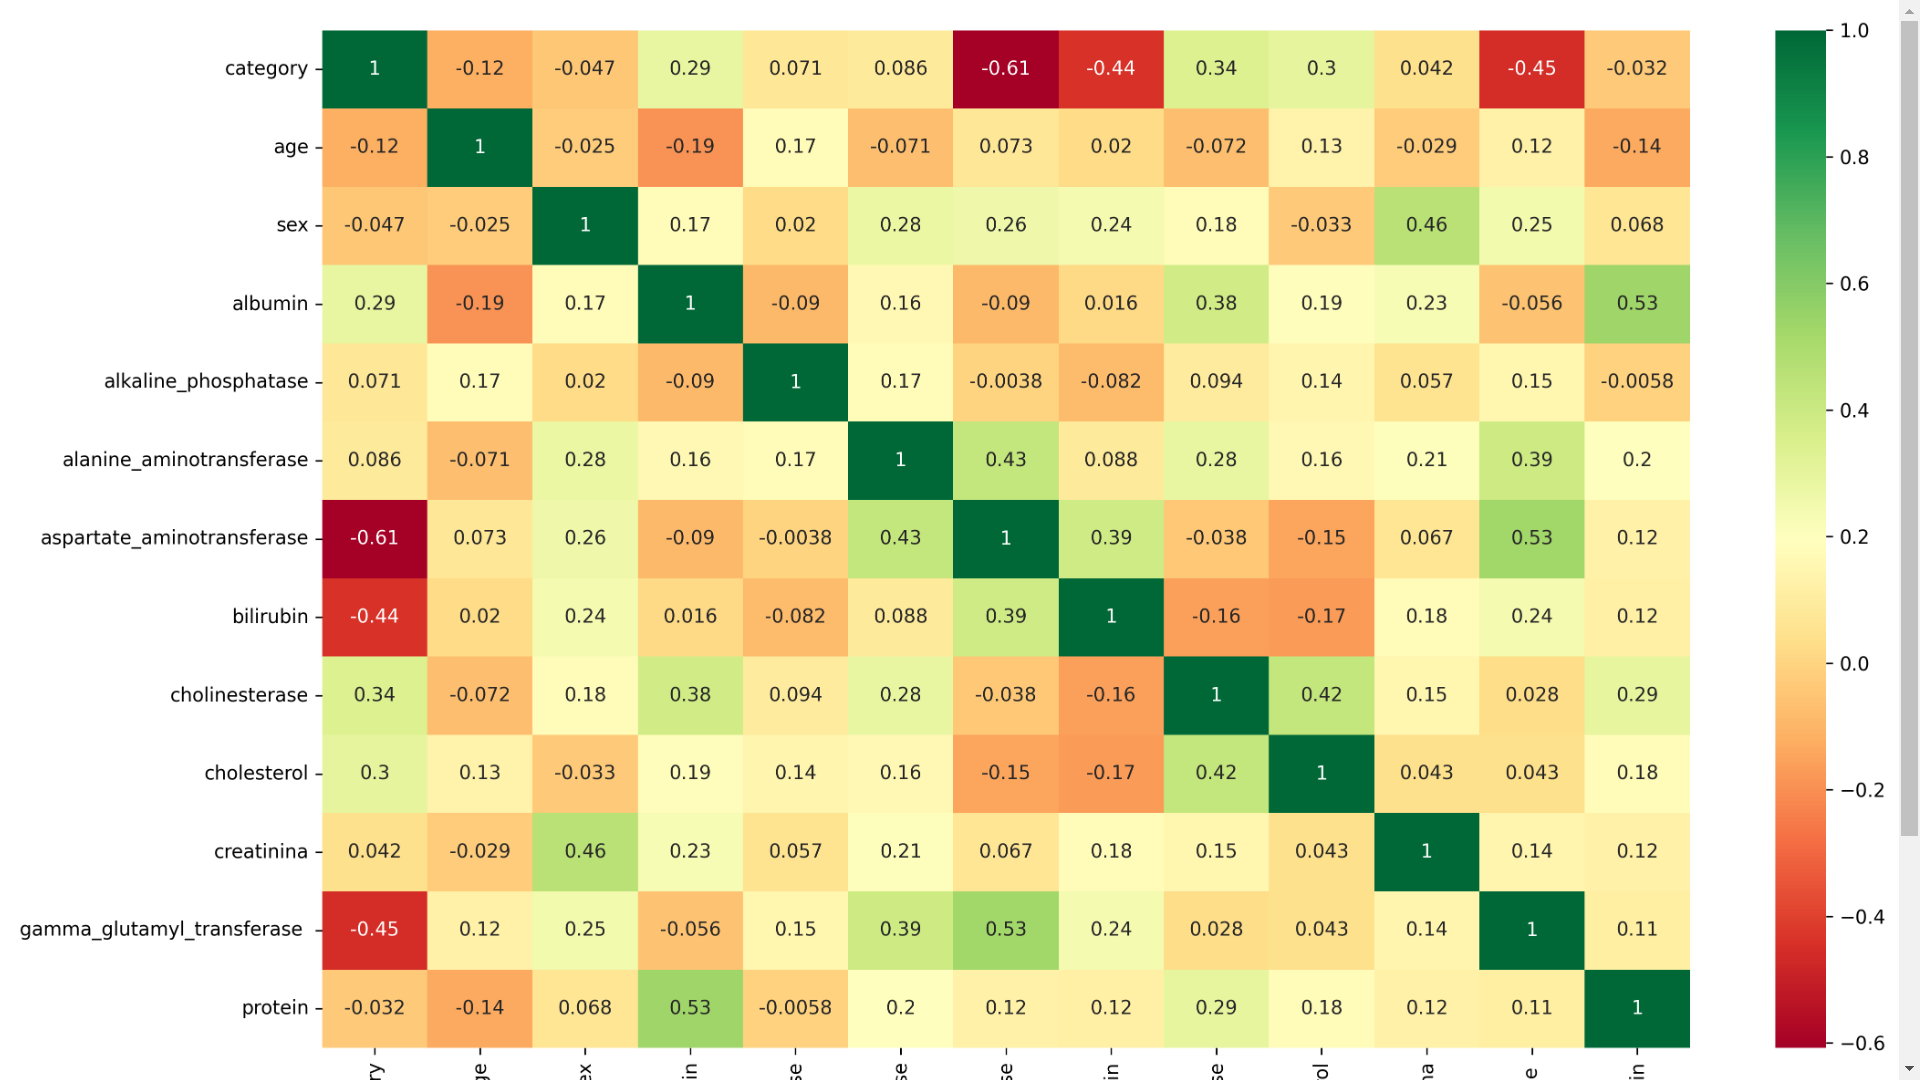 category 1 -0.12 -0.047 0.29 0.071 0.086 -0.61 -0.44 0.34 0.3 0.042 -0.45 -0.032
age -0.12 1 -0.025 -0.19 0.17 -0.071 0.073 0.02 -0.072 0.13 -0.029 0.12 -0.14
sex -0.047 -0.025 1 0.17 0.02 0.28 0.26 0.24 0.18 -0.033 0.46 0.25 0.068
albumin 0.29 -0.19 0.17 1 -0.09 0.16 -0.09 0.016 0.38 0.19 0.23 -0.056 0.53
alkaline_phosphatase 0.071 0.17 0.02 -0.09 1 0.17 -0.0038 -0.082 0.094 0.14 0.057 0.15 -0.0058
alanine_aminotransferase 0.086 -0.071 0.28 0.16 0.17 1 0.43 0.088 0.28 0.16 0.21 0.39 0.2
aspartate_aminotransferase -0.61 0.073 0.26 -0.09 -0.0038 0.43 1 0.39 -0.038 -0.15 0.067 0.53 0.12
bilirubin -0.44 0.02 0.24 0.016 -0.082 0.088 0.39 1 -0.16 -0.17 0.18 0.24 0.12
cholinesterase 0.34 -0.072 0.18 0.38 0.094 0.28 -0.038 -0.16 1 0.42 0.15 0.028 0.29
cholesterol 0.3 0.13 -0.033 0.19 0.14 0.16 -0.15 -0.17 0.42 1 0.043 0.043 0.18
creatinina 0.042 -0.029 0.46 0.23 0.057 0.21 0.067 0.18 0.15 0.043 1 0.14 0.12
gamma_glutamyl_transferase -0.45 0.12 0.25 -0.056 0.15 0.39 0.53 0.24 0.028 0.043 0.14 1 0.11
protein -0.032 -0.14 0.068 0.53 -0.0058 0.2 0.12 0.12 0.29 0.18 0.12 0.11 1
1.0
0.8
0.6
0.4
0.2
0.0
−0.2
−0.4
−0.6